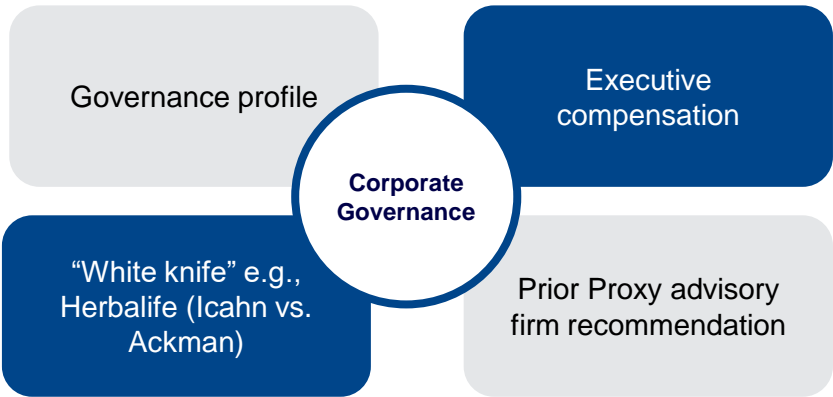 Governance profile
Executive
compensation
Corporate
Governance
“White knife” e.g.,
Herbalife (Icahn vs.
Ackman)
Prior Proxy advisory
firm recommendation